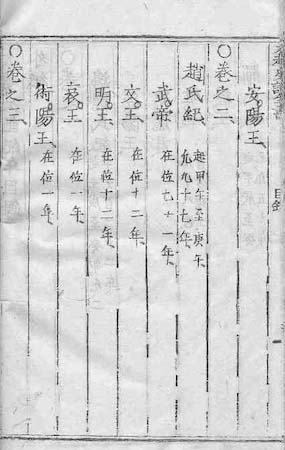 目錄
安陽王
○卷之二
趙氏紀 起甲午至庚午凡九十七年
武帝 在位七十一年
文王 在位十二年
明王 在位十二年
哀王 在位一年
術陽王 在位一年
○卷之三